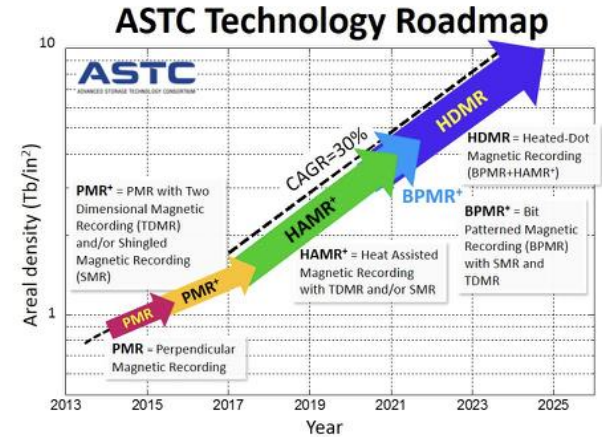 ASTC Technology Roadmap
10
ASTC
ADVANCED STORAGE TECHNOLOGY CONSORTIUM
HDMR
CAGR=30%
HDMR = Heated-Dot
Magnetic Recording
(BPMR+HAMR⁺)
BPMR⁺
PMR⁺ = PMR with Two
Dimensional Magnetic
Recording (TDMR)
and/or Shingled
Magnetic Recording
(SMR)
HAMR⁺
BPMR⁺ = Bit
Patterned Magnetic
Recording (BPMR)
with SMR and
TDMR
HAMR⁺ = Heat Assisted
Magnetic Recording
with TDMR and/or SMR
PMR⁺
PMR
1
PMR = Perpendicular
Magnetic Recording
Areal density (Tb/in²)
2013 2015 2017 2019 2021 2023 2025
Year